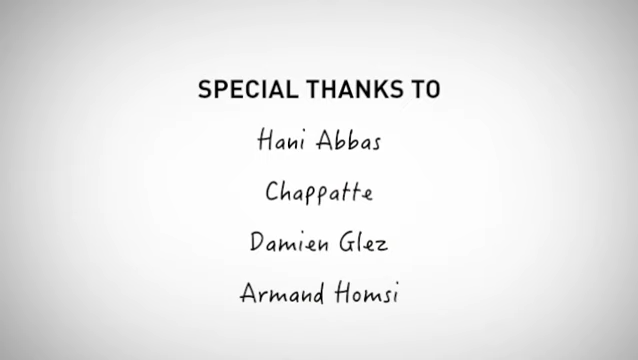 SPECIAL THANKS TO
Hani Abbas
Chappatte
Damien Glez
Armand Homsi